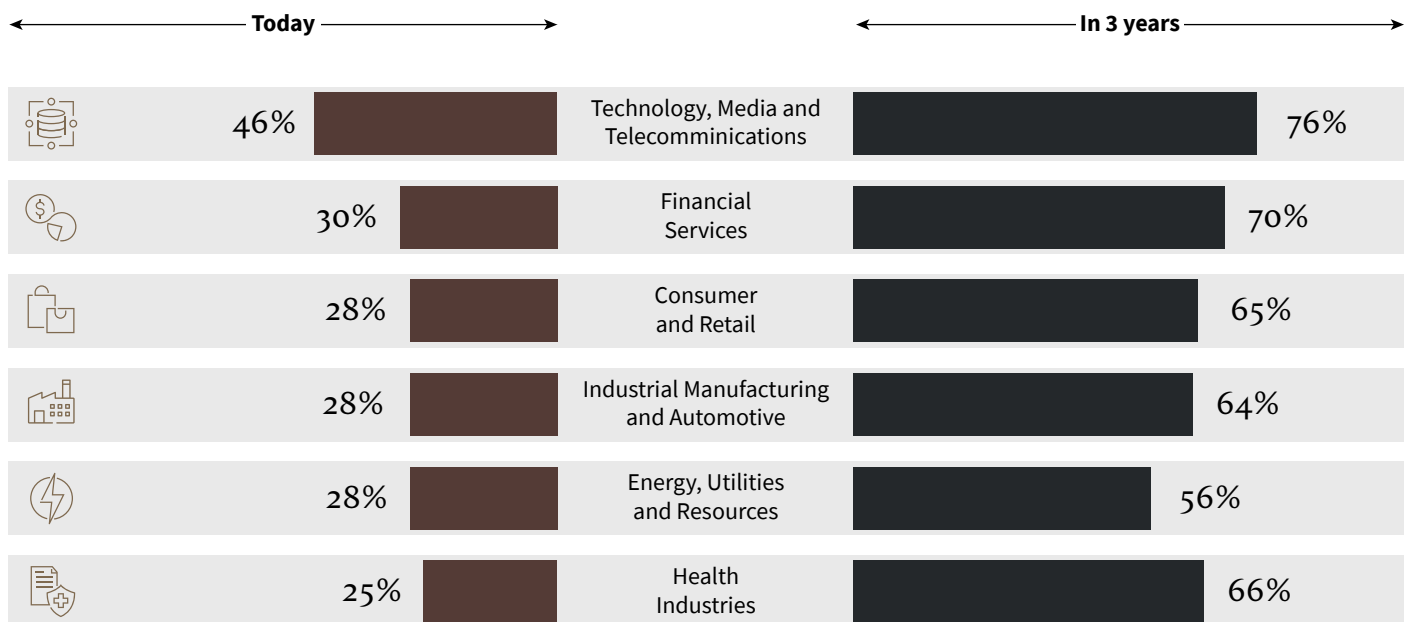 Today
In 3 years
46%
Technology, Media and
Telecomminications
76%
30%
Financial
Services
70%
28%
Consumer
and Retail
65%
28%
Industrial Manufacturing
and Automotive
64%
28%
Energy, Utilities
and Resources
56%
25%
Health
Industries
66%
$